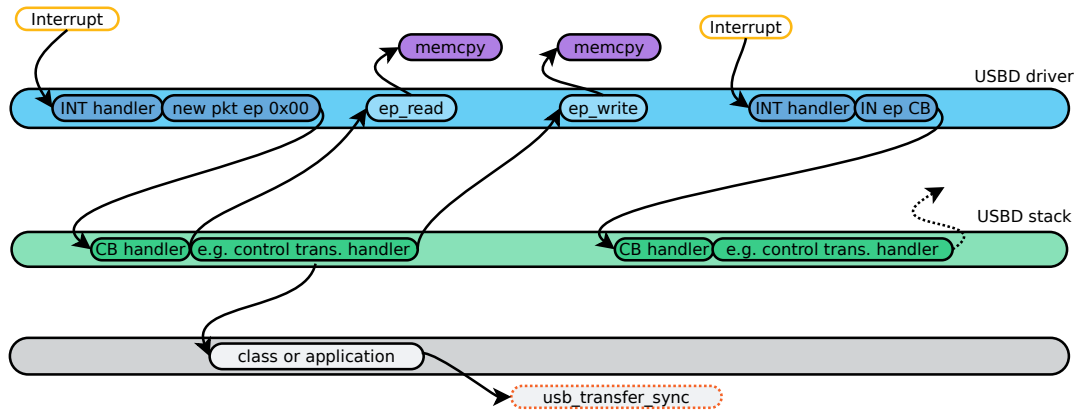 Interrupt
Interrupt
memcpy
memcpy
USBD driver
INT handler
new pkt ep 0x00
ep_read
ep_write
INT handler
IN ep CB
USBD stack
CB handler
e.g. control trans. handler
CB handler
e.g. control trans. handler
class or application
usb_transfer_sync